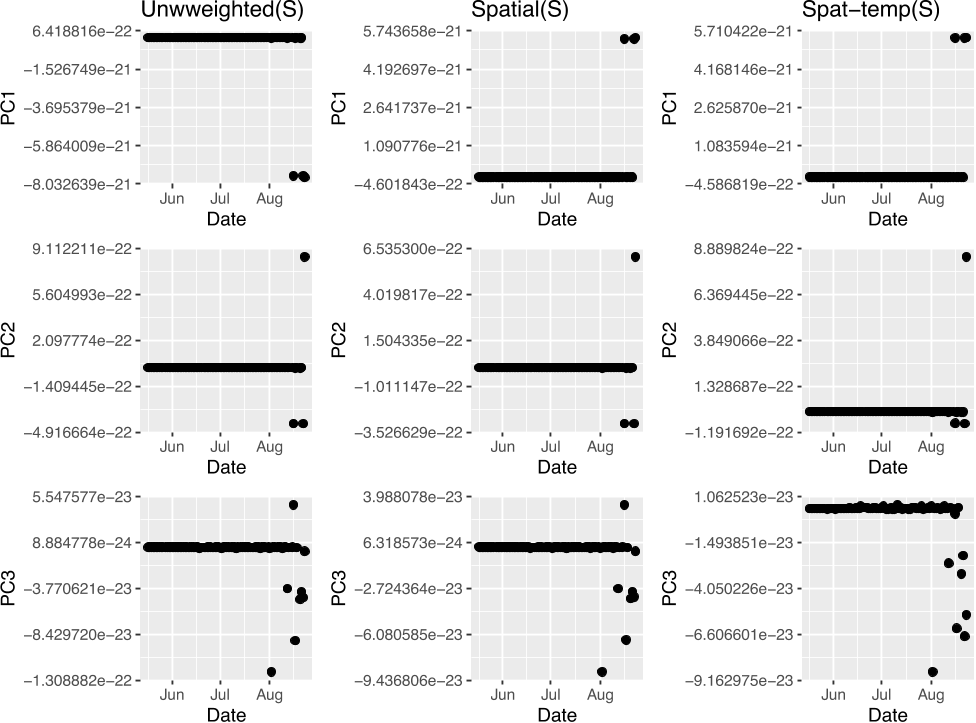 Unwweighted(S) Spatial(S) Spat−temp(S)
6.418816e−22 5.743658e−21 5.710422e−21
−1.526749e−21 4.192697e−21 4.168146e−21
PC1 PC1 PC1
−3.695379e−21 2.641737e−21 2.625870e−21
−5.864009e−21 1.090776e−21 1.083594e−21
−8.032639e−21 −4.601843e−22 −4.586819e−22
Jun Jul Aug Jun Jul Aug Jun Jul Aug
Date Date Date
9.112211e−22 6.535300e−22 8.889824e−22
5.604993e−22 4.019817e−22 6.369445e−22
PC2 PC2 PC2
2.097774e−22 1.504335e−22 3.849066e−22
−1.409445e−22 −1.011147e−22 1.328687e−22
−4.916664e−22 −3.526629e−22 −1.191692e−22
Jun Jul Aug Jun Jul Aug Jun Jul Aug
Date Date Date
5.547577e−23 3.988078e−23 1.062523e−23
8.884778e−24 6.318573e−24 −1.493851e−23
PC3 PC3 PC3
−3.770621e−23 −2.724364e−23 −4.050226e−23
−8.429720e−23 −6.080585e−23 −6.606601e−23
−1.308882e−22 −9.436806e−23 −9.162975e−23
Jun Jul Aug Jun Jul Aug Jun Jul Aug
Date Date Date